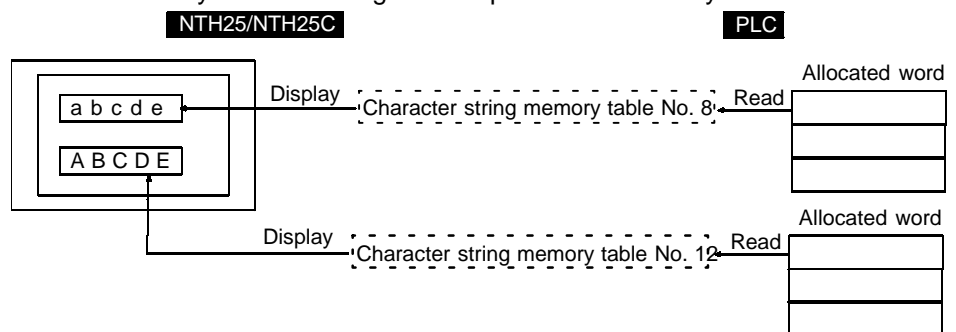 NTH25/NTH25C PLC
Allocated word
a b c d e Display Character string memory table No. 8 Read
A B C D E
Allocated word
Display Character string memory table No. 12 Read